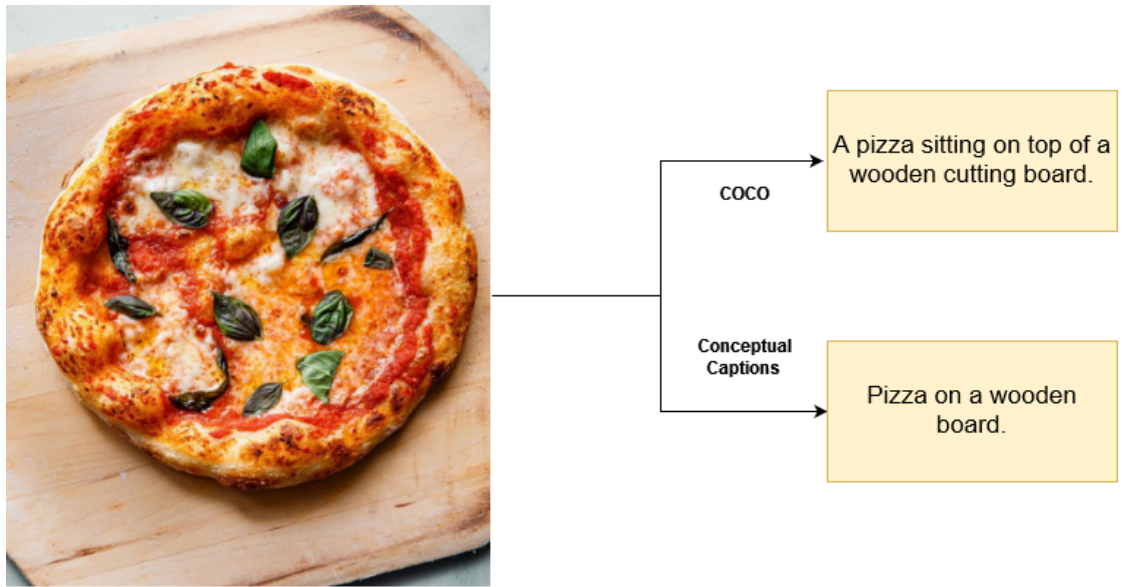 A pizza sitting on top of a
wooden cutting board.
COCO
Conceptual
Captions
Pizza on a wooden
board.